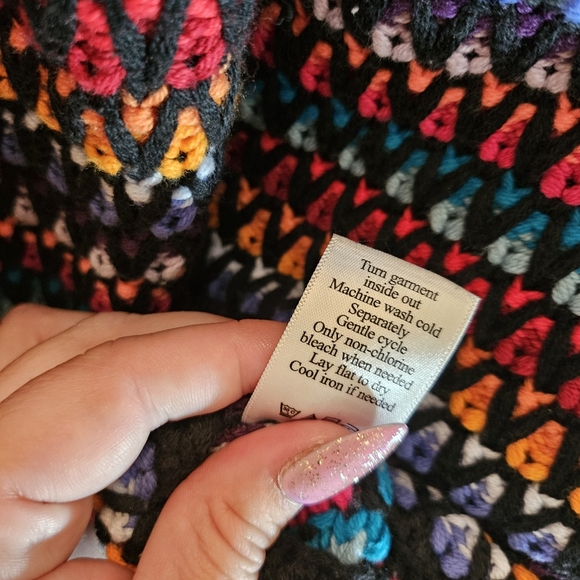 Turn garment
inside out
Machine wash cold
Separately
Gentle cycle
Only non-chlorine
bleach when needed
Lay flat to dry
Cool iron if needed